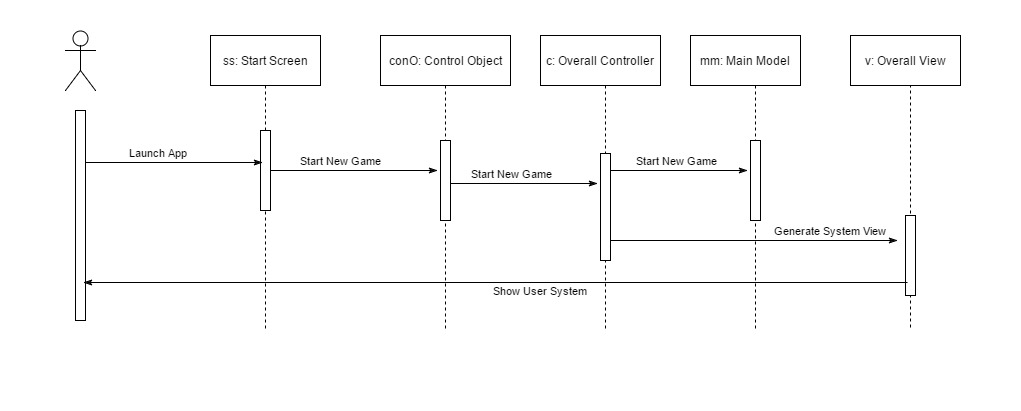 ss: Start Screen
conO: Control Object
c: Overall Controller
mm: Main Model
v: Overall View
Launch App
Start New Game
Start New Game
Start New Game
Generate System View
Show User System